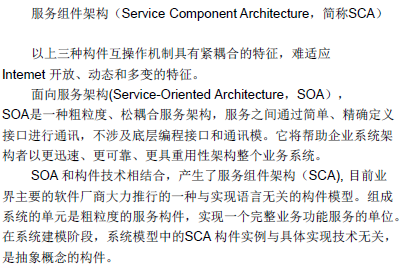 服务组件架构（Service Component Architecture，简称SCA）
以上三种构件互操作机制具有紧耦合的特征，难适应
Internet 开放、动态和多变的特征。
面向服务架构(Service-Oriented Architecture，SOA），
SOA是一种粗粒度、松耦合服务架构，服务之间通过简单、精确定义
接口进行通讯，不涉及底层编程接口和通讯模。它将帮助企业系统架
构者以更迅速、更可靠、更具重用性架构整个业务系统。
SOA 和构件技术相结合，产生了服务组件架构（SCA), 目前业
界主要的软件厂商大力推行的一种与实现语言无关的构件模型。组成
系统的单元是粗粒度的服务构件，实现一个完整业务功能服务的单位。
在系统建模阶段，系统模型中的SCA 构件实例与具体实现技术无关，
是抽象概念的构件。